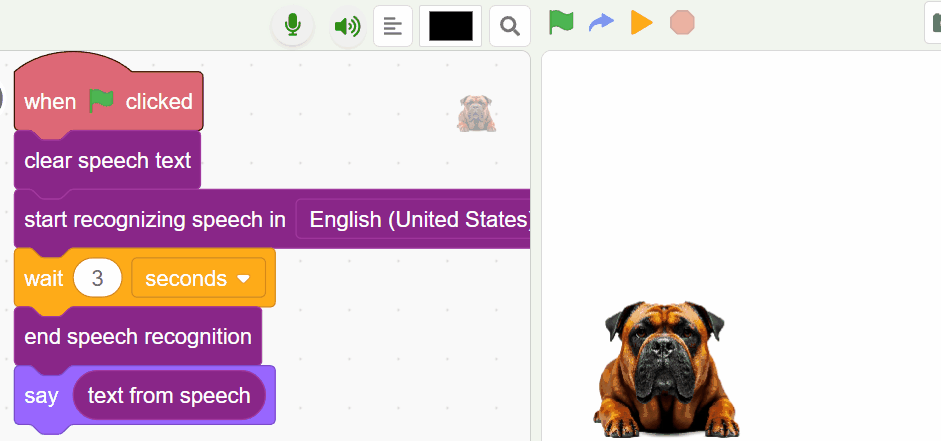 when clicked
clear speech text
start recognizing speech in English (United States)
wait 3 seconds
end speech recognition
say text from speech